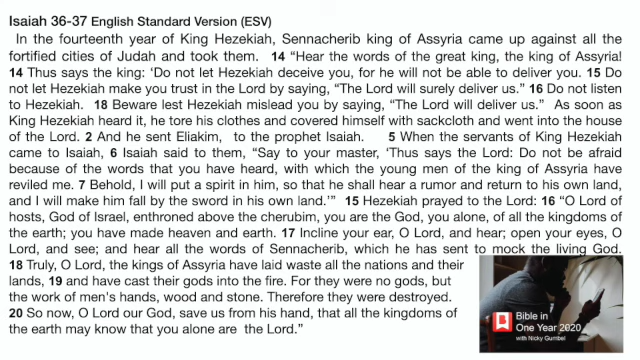 Isaiah 36-37 English Standard Version (ESV)
In the fourteenth year of King Hezekiah, Sennacherib king of Assyria came up against all the
fortified cities of Judah and took them. 14 “Hear the words of the great king, the king of Assyria!
14 Thus says the king: ‘Do not let Hezekiah deceive you, for he will not be able to deliver you. 15 Do
not let Hezekiah make you trust in the Lord by saying, “The Lord will surely deliver us.” 16 Do not listen
to Hezekiah. 18 Beware lest Hezekiah mislead you by saying, “The Lord will deliver us.” As soon as
King Hezekiah heard it, he tore his clothes and covered himself with sackcloth and went into the house
of the Lord. 2 And he sent Eliakim, to the prophet Isaiah. 5 When the servants of King Hezekiah
came to Isaiah, 6 Isaiah said to them, “Say to your master, ‘Thus says the Lord: Do not be afraid
because of the words that you have heard, with which the young men of the king of Assyria have
reviled me. 7 Behold, I will put a spirit in him, so that he shall hear a rumor and return to his own land,
and I will make him fall by the sword in his own land.’” 15 Hezekiah prayed to the Lord: 16 “O Lord of
hosts, God of Israel, enthroned above the cherubim, you are the God, you alone, of all the kingdoms of
the earth; you have made heaven and earth. 17 Incline your ear, O Lord, and hear; open your eyes, O
Lord, and see; and hear all the words of Sennacherib, which he has sent to mock the living God.
18 Truly, O Lord, the kings of Assyria have laid waste all the nations and their
lands, 19 and have cast their gods into the fire. For they were no gods, but
the work of men's hands, wood and stone. Therefore they were destroyed.
20 So now, O Lord our God, save us from his hand, that all the kingdoms of
the earth may know that you alone are the Lord.”
Bible in
One Year 2020
with Nicky Gumbel